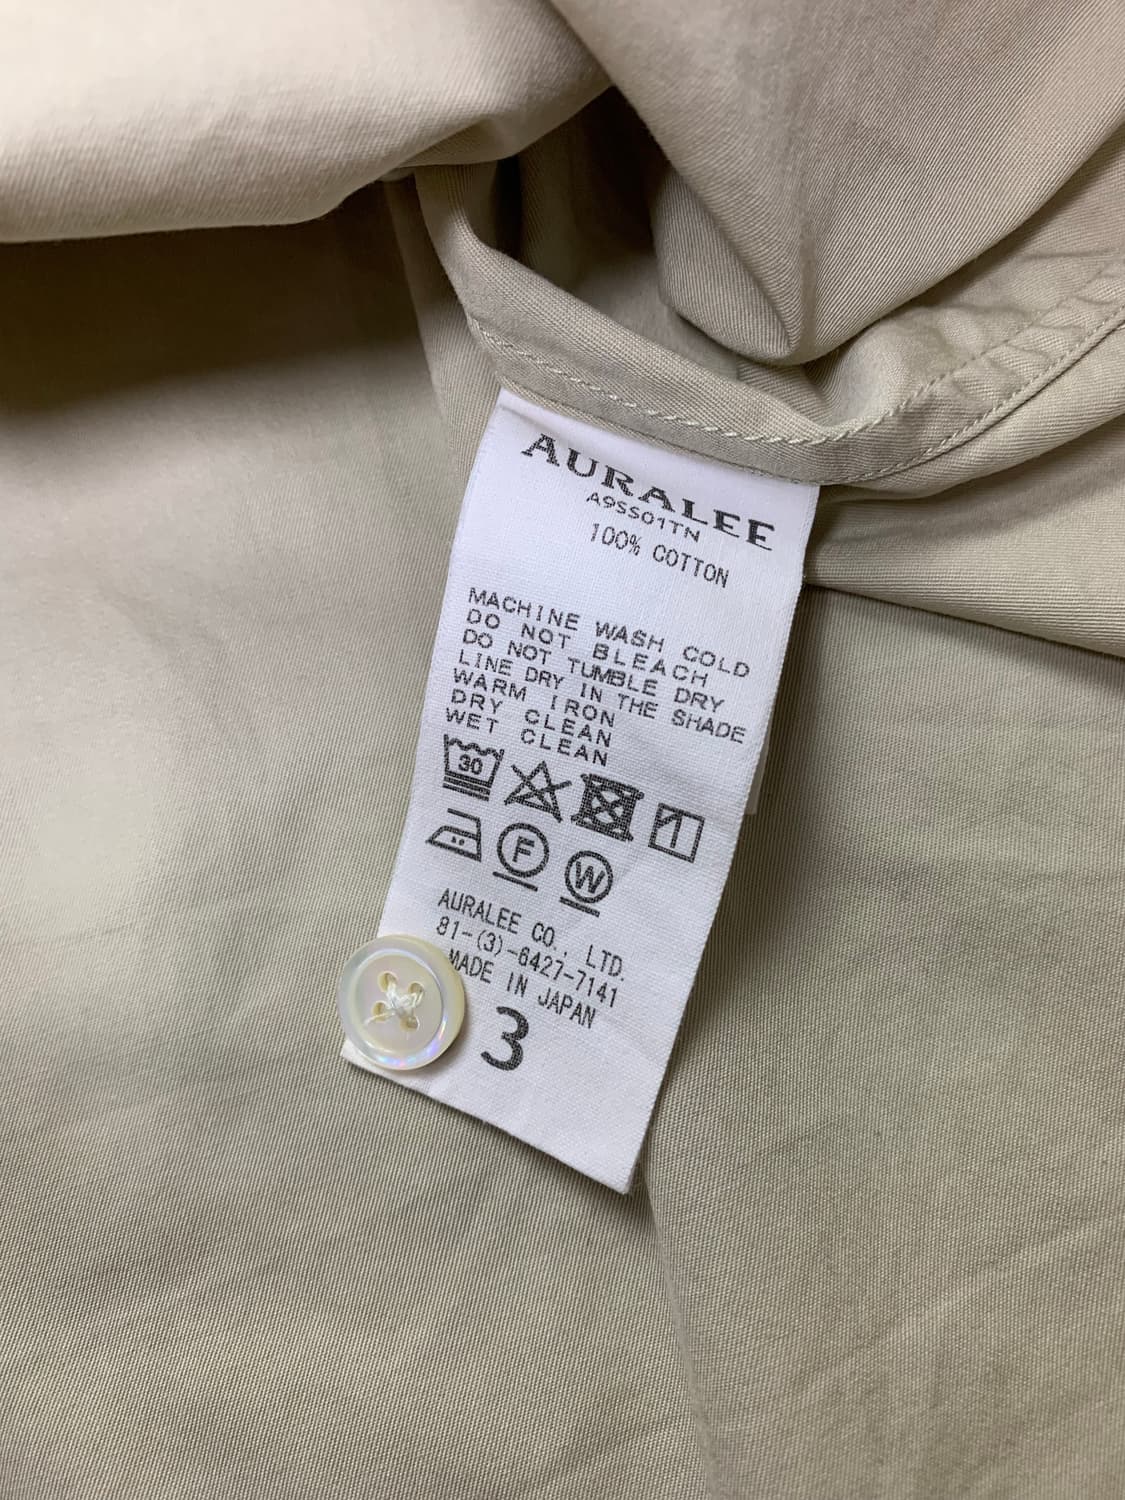 AURALEE
A9SS01TN
100% COTTON
MACHINE WASH COLD
DO NOT BLEACH
DO NOT TUMBLE DRY
LINE DRY IN THE SHADE
WARM IRON
DRY CLEAN
WET CLEAN
30
F W
AURALEE CO., LTD.
81-(3)-6427-7141
MADE IN JAPAN
3